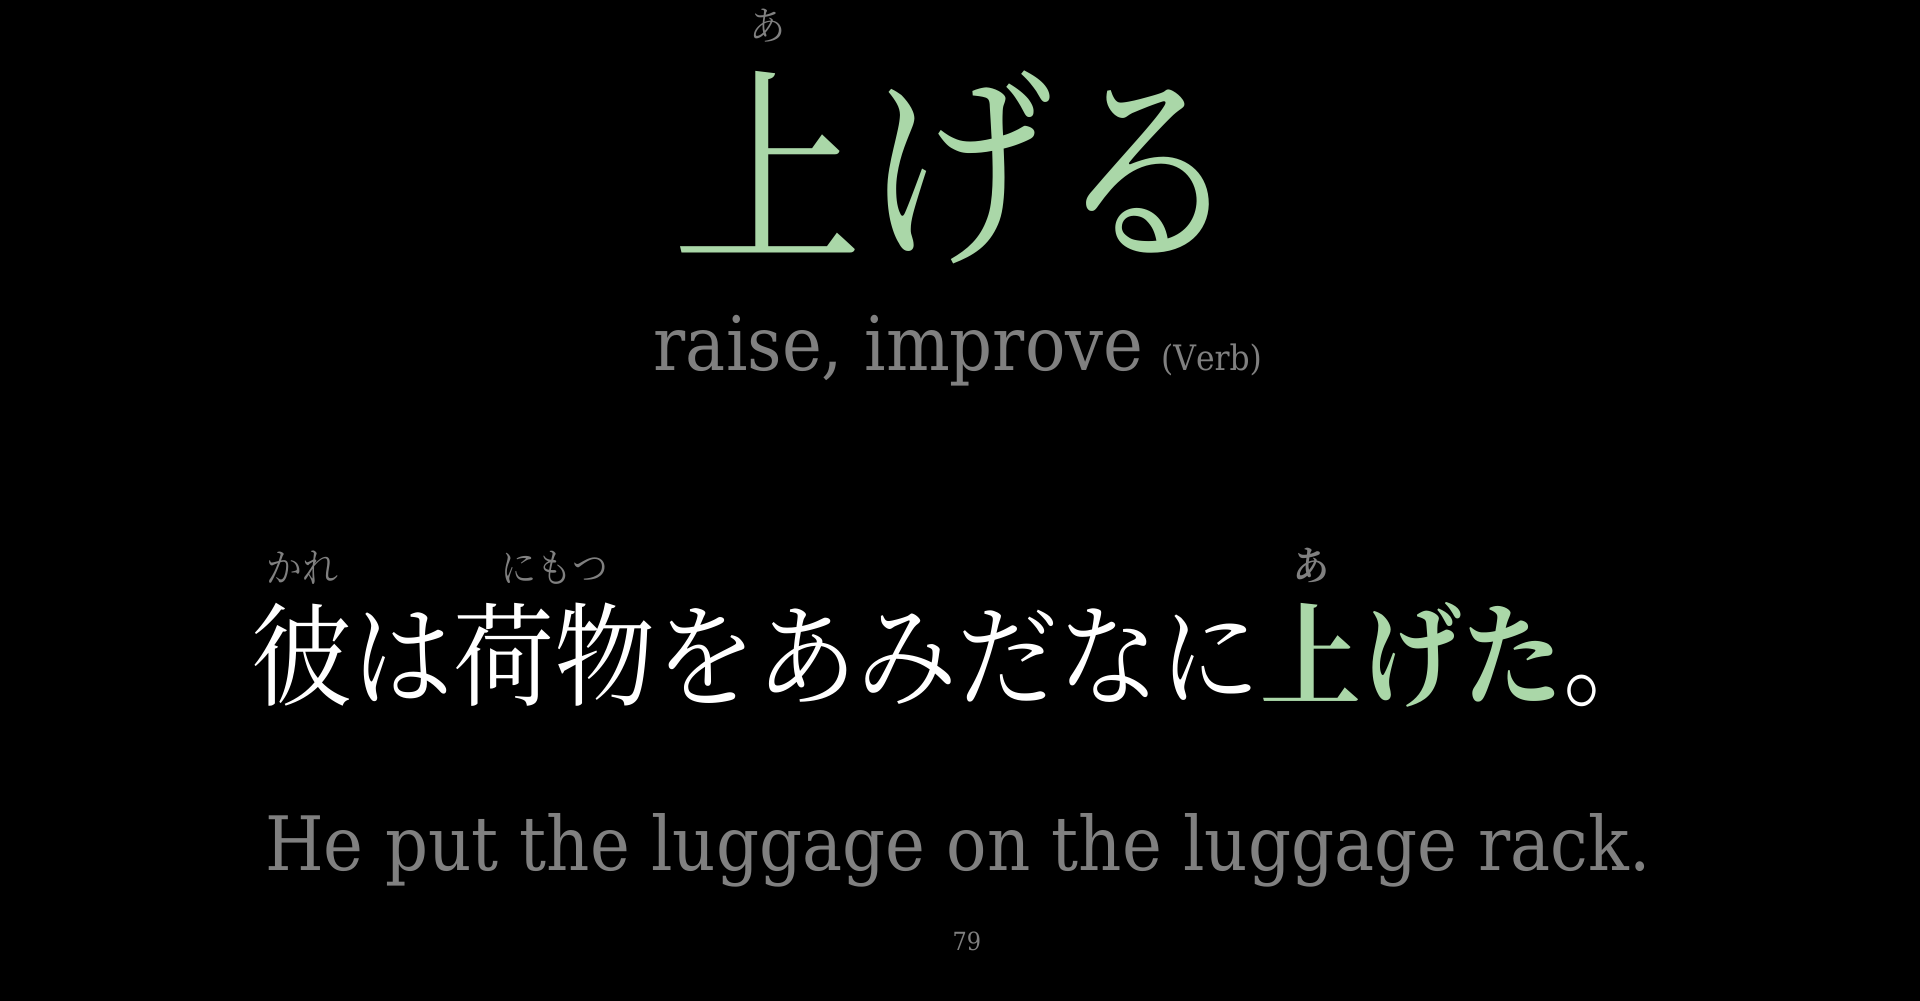 あ
上げる
raise, improve (Verb)
かれ にもつ あ
彼は荷物をあみだなに上げた。
He put the luggage on the luggage rack.
79